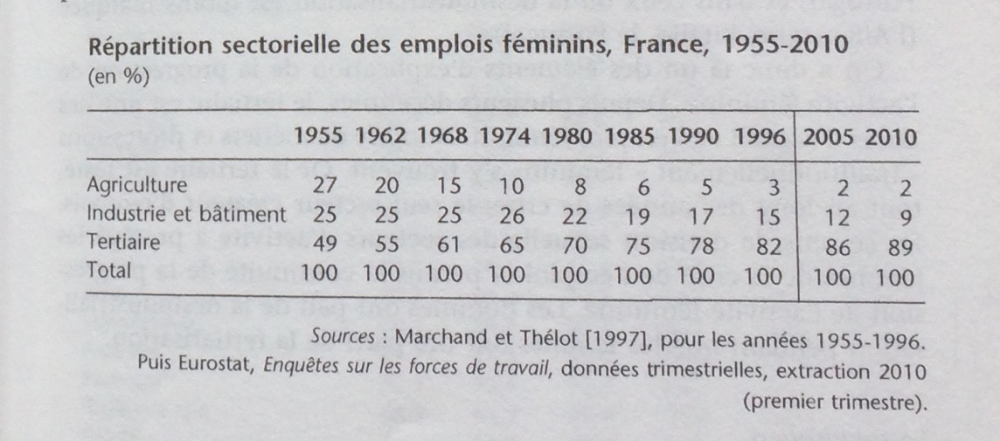 Répartition sectorielle des emplois féminins, France, 1955-2010
(en %)
1955 1962 1968 1974 1980 1985 1990 1996 2005 2010
Agriculture 27 20 15 10 8 6 5 3 2 2
Industrie et bâtiment 25 25 25 26 22 19 17 15 12 9
Tertiaire 49 55 61 65 70 75 78 82 86 89
Total 100 100 100 100 100 100 100 100 100 100
Sources : Marchand et Thélot [1997], pour les années 1955-1996.
Puis Eurostat, Enquêtes sur les forces de travail, données trimestrielles, extraction 2010
(premier trimestre).